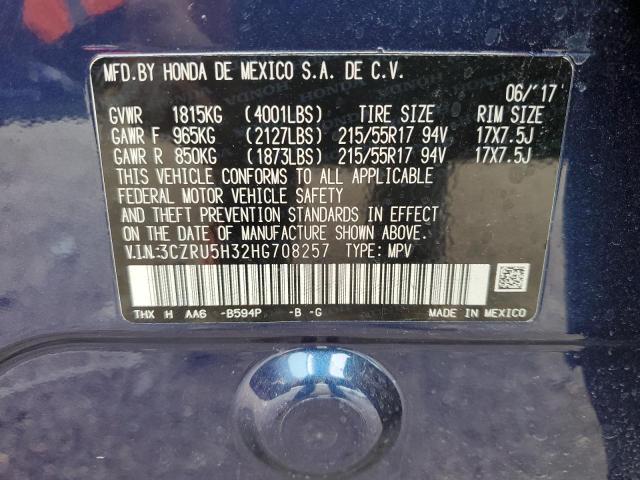 MFD.BY HONDA DE MEXICO S.A. DE C.V.
06/'17
GVWR 1815KG (4001LBS) TIRE SIZE RIM SIZE
GAWR F 965KG (2127LBS) 215/55R17 94V 17X7.5J
GAWR R 850KG (1873LBS) 215/55R17 94V 17X7.5J
THIS VEHICLE CONFORMS TO ALL APPLICABLE
FEDERAL MOTOR VEHICLE SAFETY
AND THEFT PREVENTION STANDARDS IN EFFECT
ON THE DATE OF MANUFACTURE SHOWN ABOVE.
V.I.N.:3CZRU5H32HG708257 TYPE: MPV
THX H AA6 -B594P -B -G MADE IN MEXICO